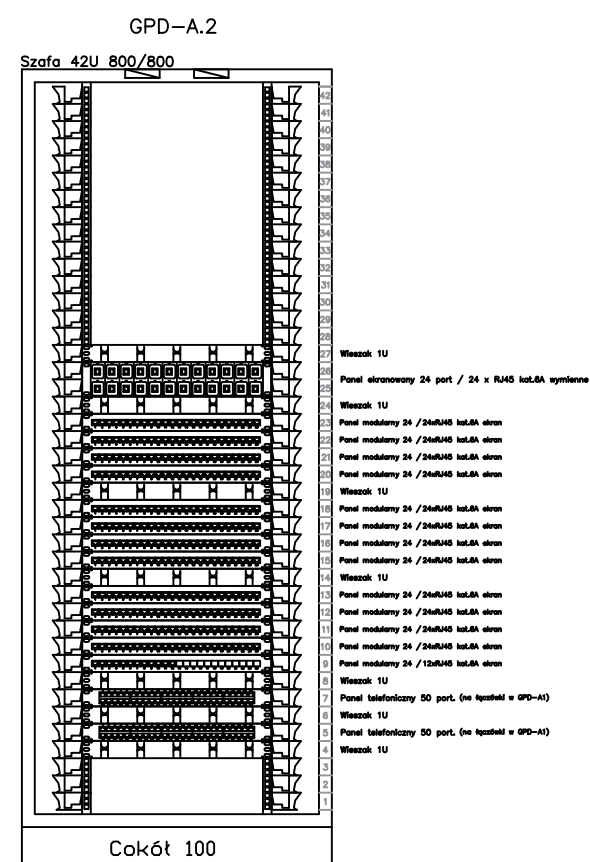 GPD-A.2
Szafa 42U 800/800
42
41
40
39
38
37
36
35
34
33
32
31
30
29
28
27 Wieszak 1U
26
Panel ekranowany 24 port / 24 x RJ45 kat.6A wymienne
25
24 Wieszak 1U
23 Panel modularny 24 /24xRJ45 kat.6A ekran
22 Panel modularny 24 /24xRJ45 kat.6A ekran
21 Panel modularny 24 /24xRJ45 kat.6A ekran
20 Panel modularny 24 /24xRJ45 kat.6A ekran
19 Wieszak 1U
18 Panel modularny 24 /24xRJ45 kat.6A ekran
17 Panel modularny 24 /24xRJ45 kat.6A ekran
16 Panel modularny 24 /24xRJ45 kat.6A ekran
15 Panel modularny 24 /24xRJ45 kat.6A ekran
14 Wieszak 1U
13 Panel modularny 24 /24xRJ45 kat.6A ekran
12 Panel modularny 24 /24xRJ45 kat.6A ekran
11 Panel modularny 24 /24xRJ45 kat.6A ekran
10 Panel modularny 24 /24xRJ45 kat.6A ekran
9 Panel modularny 24 /12xRJ45 kat.6A ekran
8 Wieszak 1U
7 Panel telefoniczny 50 port. (na łączówki w GPD-A1)
6 Wieszak 1U
5 Panel telefoniczny 50 port. (na łączówki w GPD-A1)
4 Wieszak 1U
3
2
1
Cokół 100